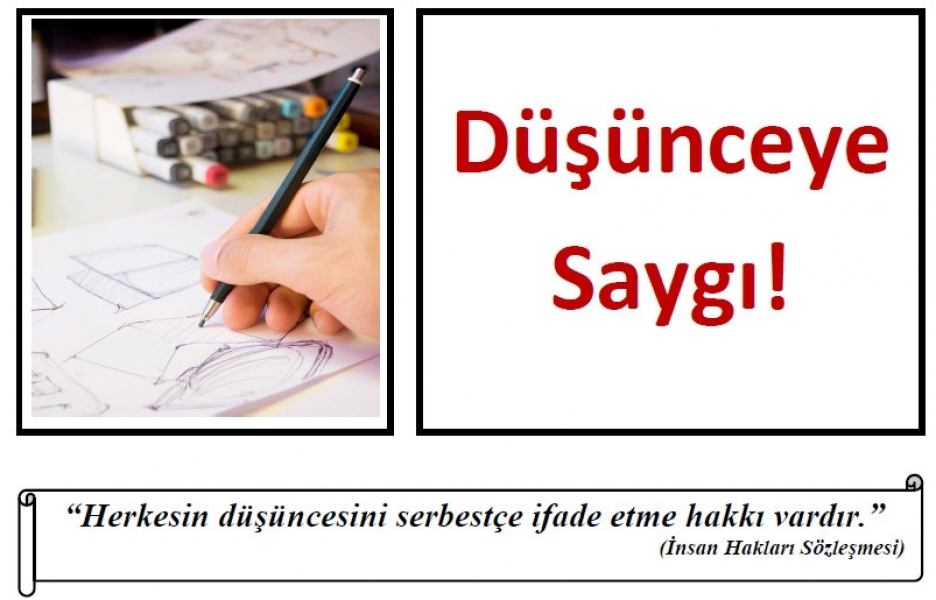 Düşünceye
Saygı!
“Herkesin düşüncesini serbestçe ifade etme hakkı vardır.”
(İnsan Hakları Sözleşmesi)